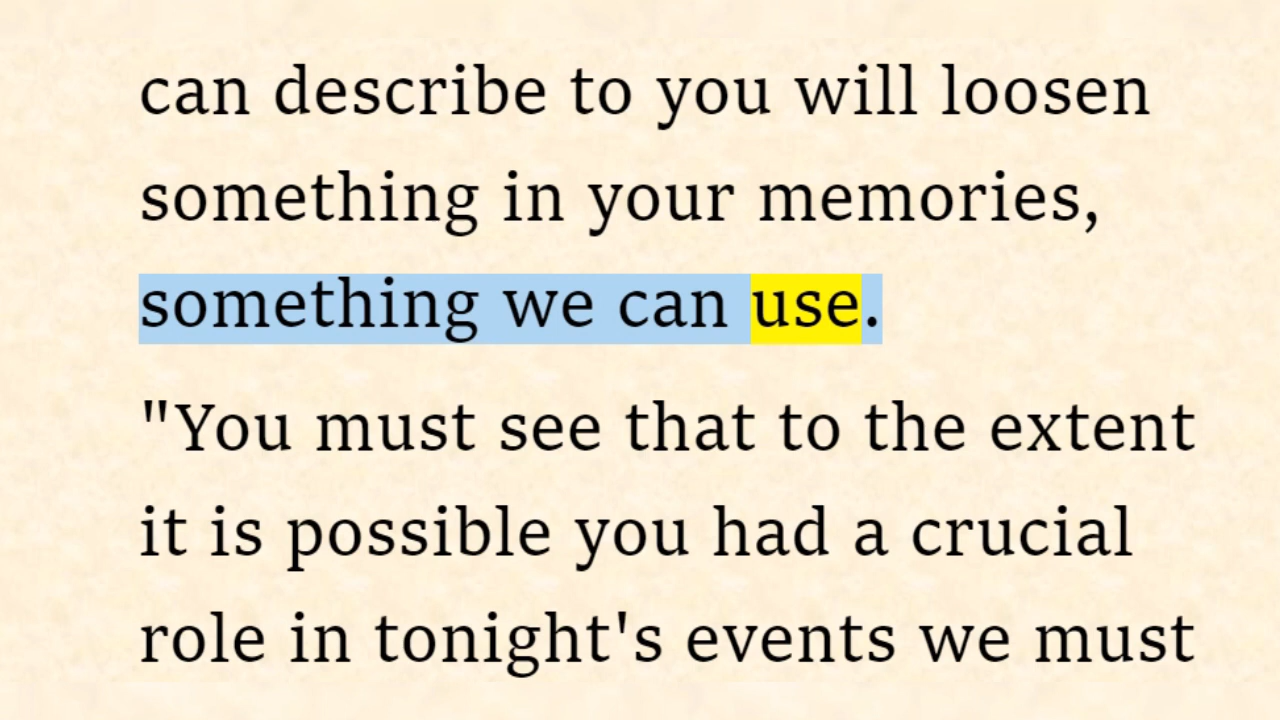 can describe to you will loosen
something in your memories,
something we can use.
"You must see that to the extent
it is possible you had a crucial
role in tonight's events we must